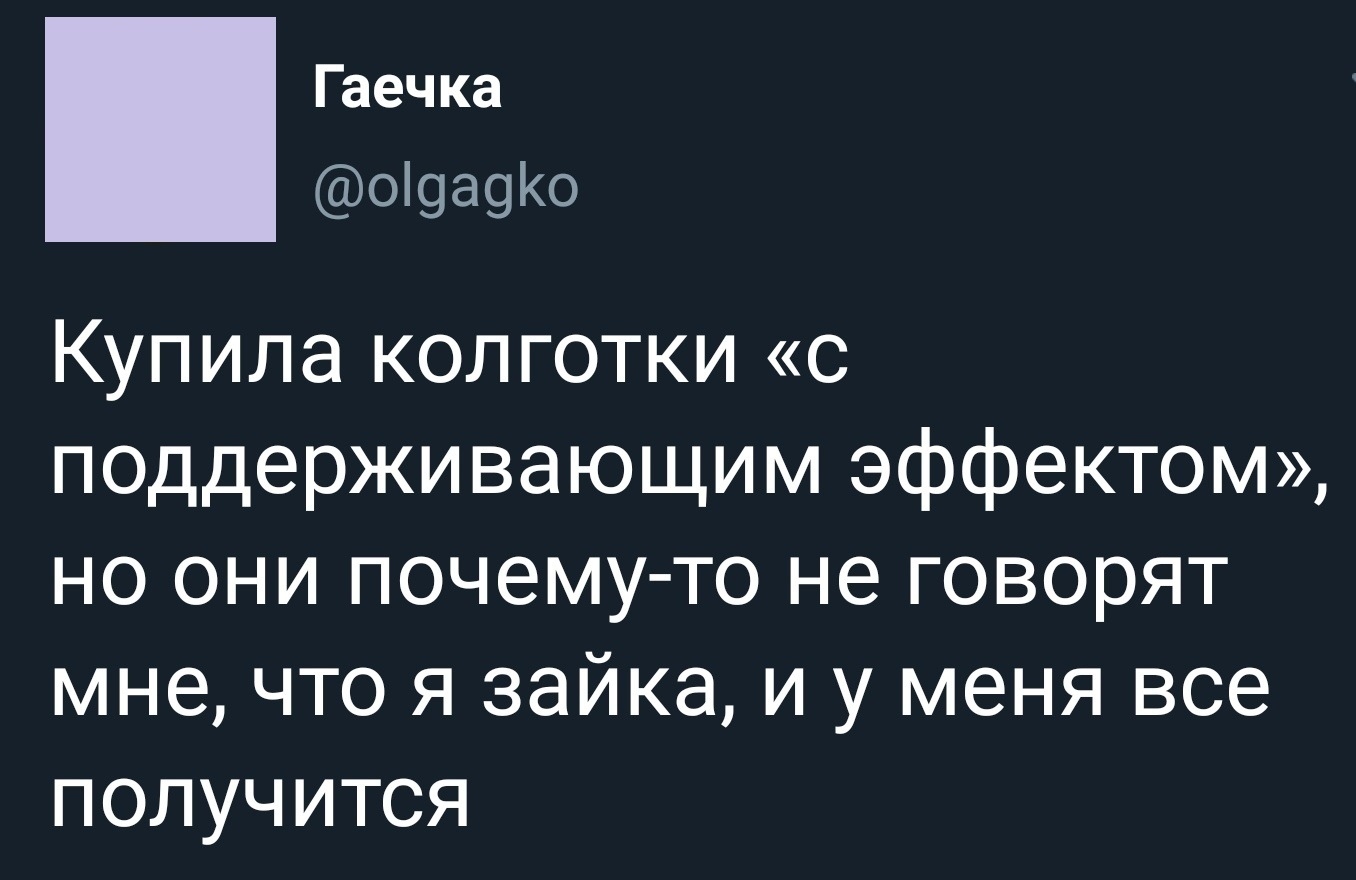 Гаечка
@olgagko
Купила колготки «с
поддерживающим эффектом»,
но они почему-то не говорят
мне, что я зайка, и у меня все
получится